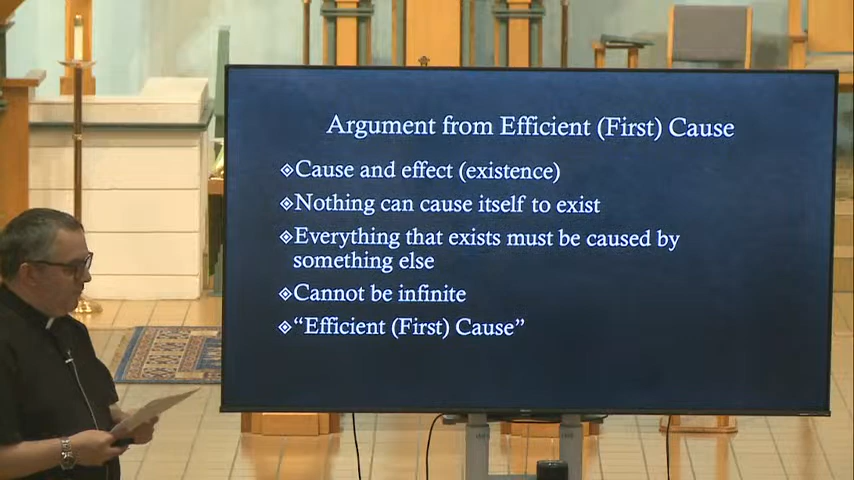 Argument from Efficient (First) Cause
❖Cause and effect (existence)
❖Nothing can cause itself to exist
❖Everything that exists must be caused by
something else
❖Cannot be infinite
❖“Efficient (First) Cause”